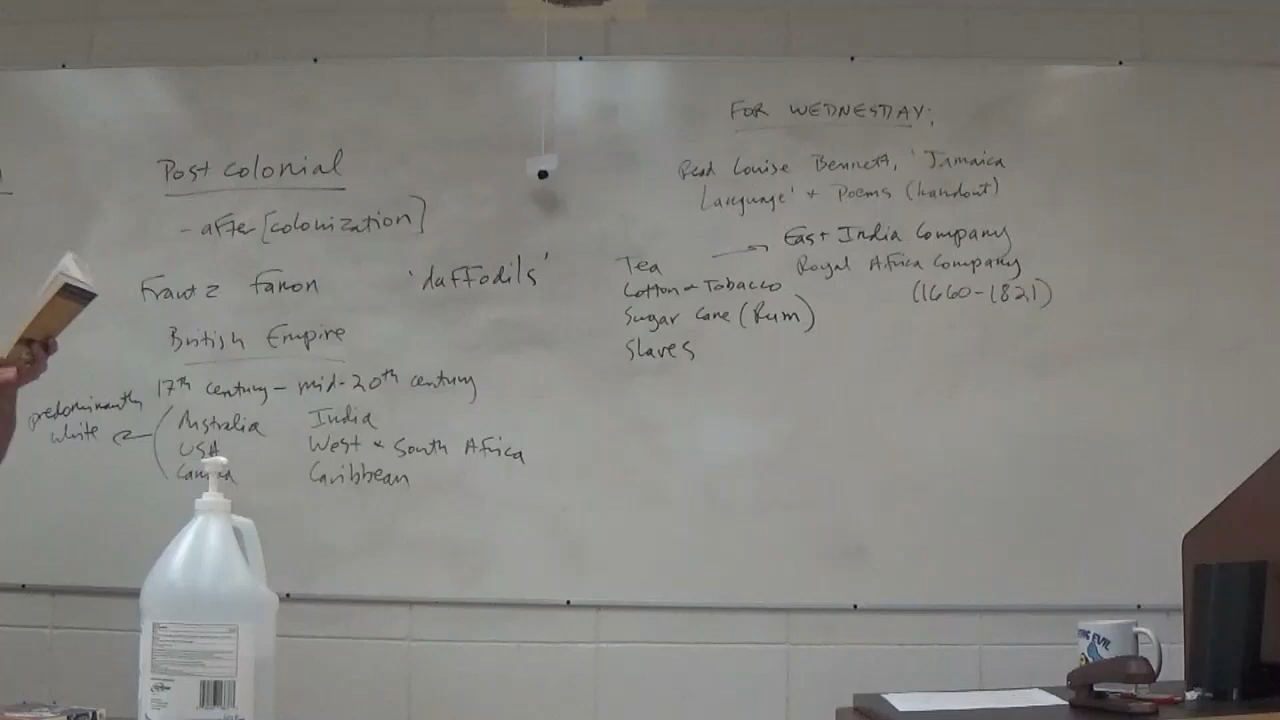 Postcolonial
- after [colonization]
Frantz Fanon
'daffodils'
British Empire
17th century - mid-20th century
predominantly
white
Australia
India
USA
West & South Africa
Canada
Caribbean
FOR WEDNESDAY:
Read Louise Bennett, 'Jamaica
Language' + Poems (handout)
East India Company
Tea
Royal Africa Company
Cotton & Tobacco
(1660-1821)
Sugar Cane (Rum)
Slaves
EVIL